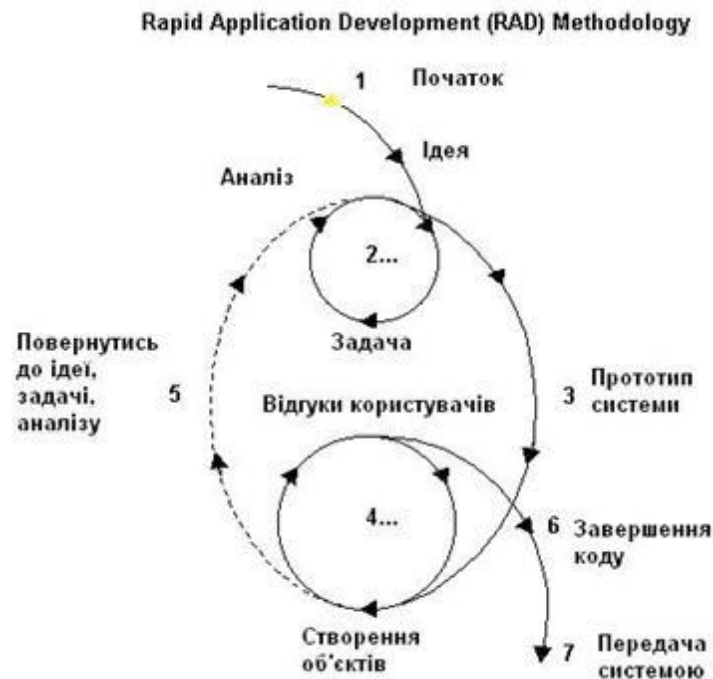 Rapid Application Development (RAD) Methodology
1 Початок
Ідея
Аналіз
2...
Задача
Повернутись
до ідеї,
задачі,
аналізу
5
Відгуки користувачів
3 Прототип
системи
4...
6 Завершення
коду
Створення
об'єктів
7 Передача
системою